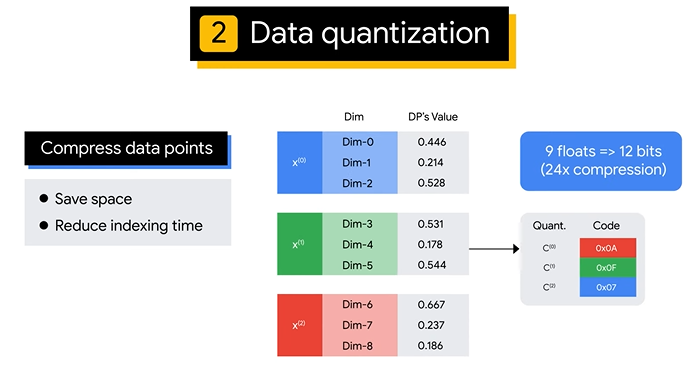 2 Data quantization
Compress data points
● Save space
● Reduce indexing time
Dim DP's Value
x(0)
Dim-0 0.446
Dim-1 0.214
Dim-2 0.528
x(1)
Dim-3 0.531
Dim-4 0.178
Dim-5 0.544
x(2)
Dim-6 0.667
Dim-7 0.237
Dim-8 0.186
9 floats => 12 bits
(24x compression)
Quant. Code
C(0) 0x0A
C(1) 0x0F
C(2) 0x07